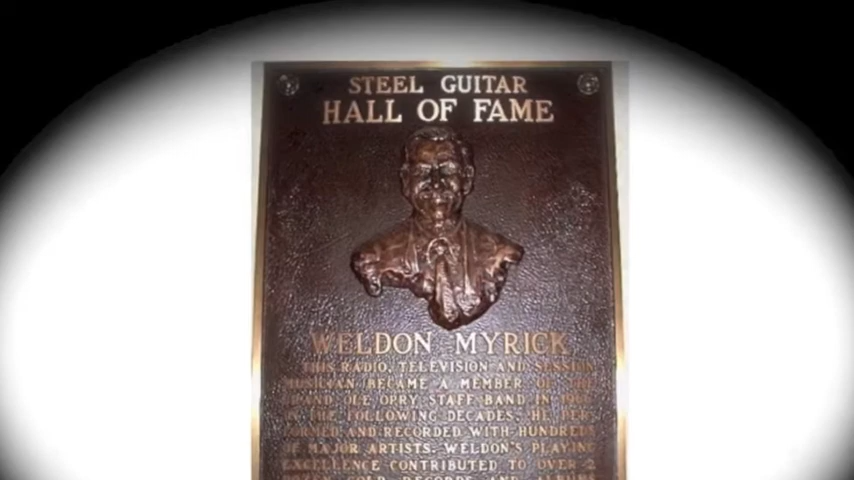 STEEL GUITAR
HALL OF FAME
WELDON MYRICK
THIS RADIO, TELEVISION AND SESSION
MUSICIAN BECAME A MEMBER OF THE
GRAND OLE OPRY STAFF BAND IN
IN THE FOLLOWING DECADES, HE PER-
FORMED AND RECORDED WITH HUNDREDS
OF MAJOR ARTISTS. WELDON'S PLAYING
EXCELLENCE CONTRIBUTED TO OVER 2
DOZEN GOLD RECORDS AND ALBUMS